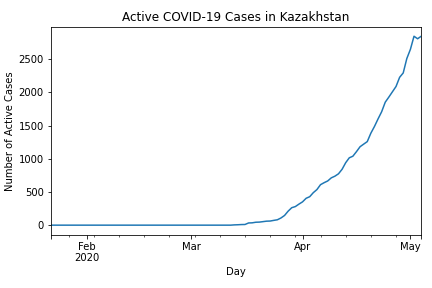 Active COVID-19 Cases in Kazakhstan
Number of Active Cases
2500
2000
1500
1000
500
0
Feb
2020
Mar
Apr
May
Day